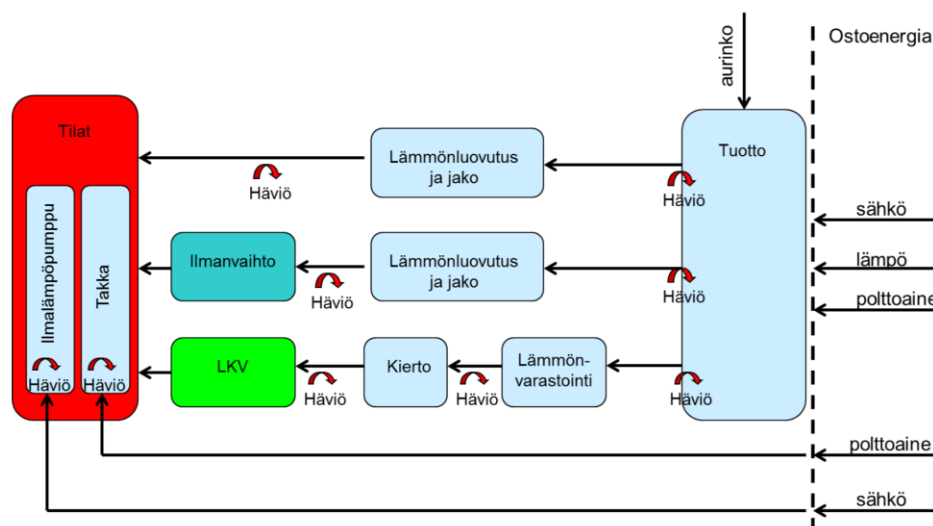 aurinko
Ostoenergia
Tilat
Lämmönluovutus
ja jako
Tuotto
Häviö
Häviö
sähkö
Ilmalämpöpumppu
Takka
Ilmanvaihto
Lämmönluovutus
ja jako
lämpö
Häviö
Häviö
polttoaine
LKV
Kierto
Lämmön-
varastointi
Häviö
Häviö
Häviö
Häviö
Häviö
polttoaine
sähkö